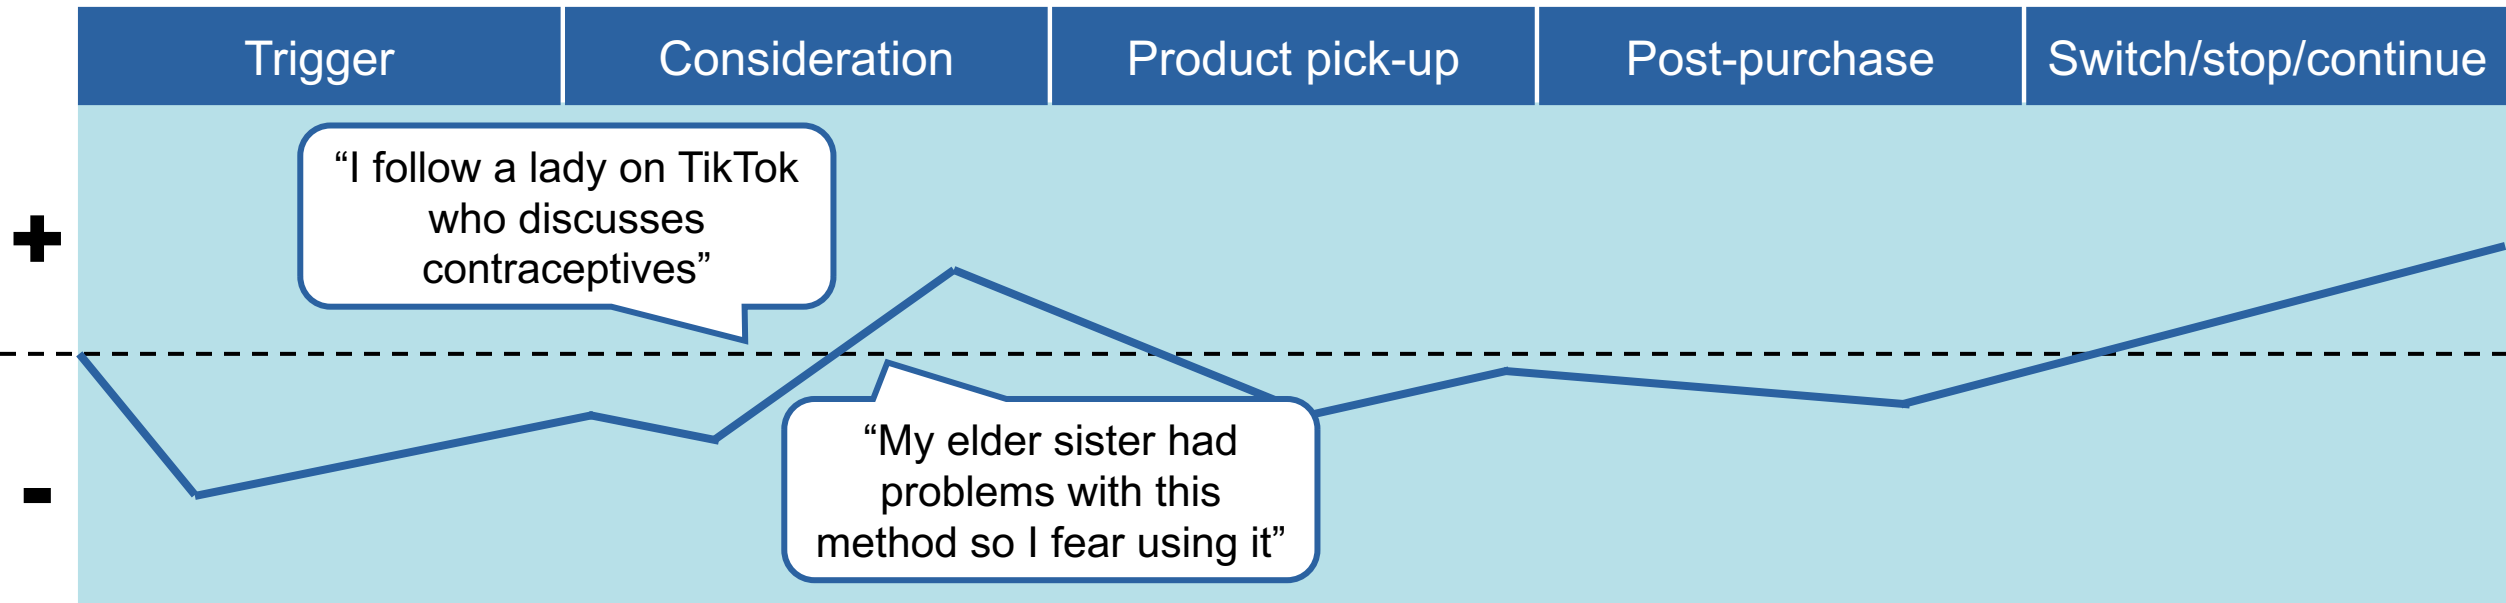 Trigger
Consideration
Product pick-up
Post-purchase
Switch/stop/continue
“I follow a lady on TikTok
who discusses
contraceptives”
+
“My elder sister had
problems with this
method so I fear using it”
-